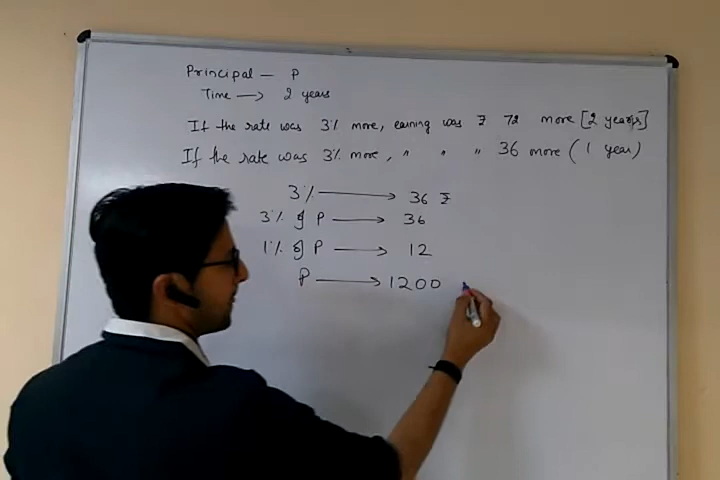 Principal — P
Time → 2 years
If the rate was 3% more, earning was ₹ 72 more [2 years]
If the rate was 3% more, " " " 36 more (1 year)
3% → 36 ₹
3% of P → 36
1% of P → 12
P → 1200